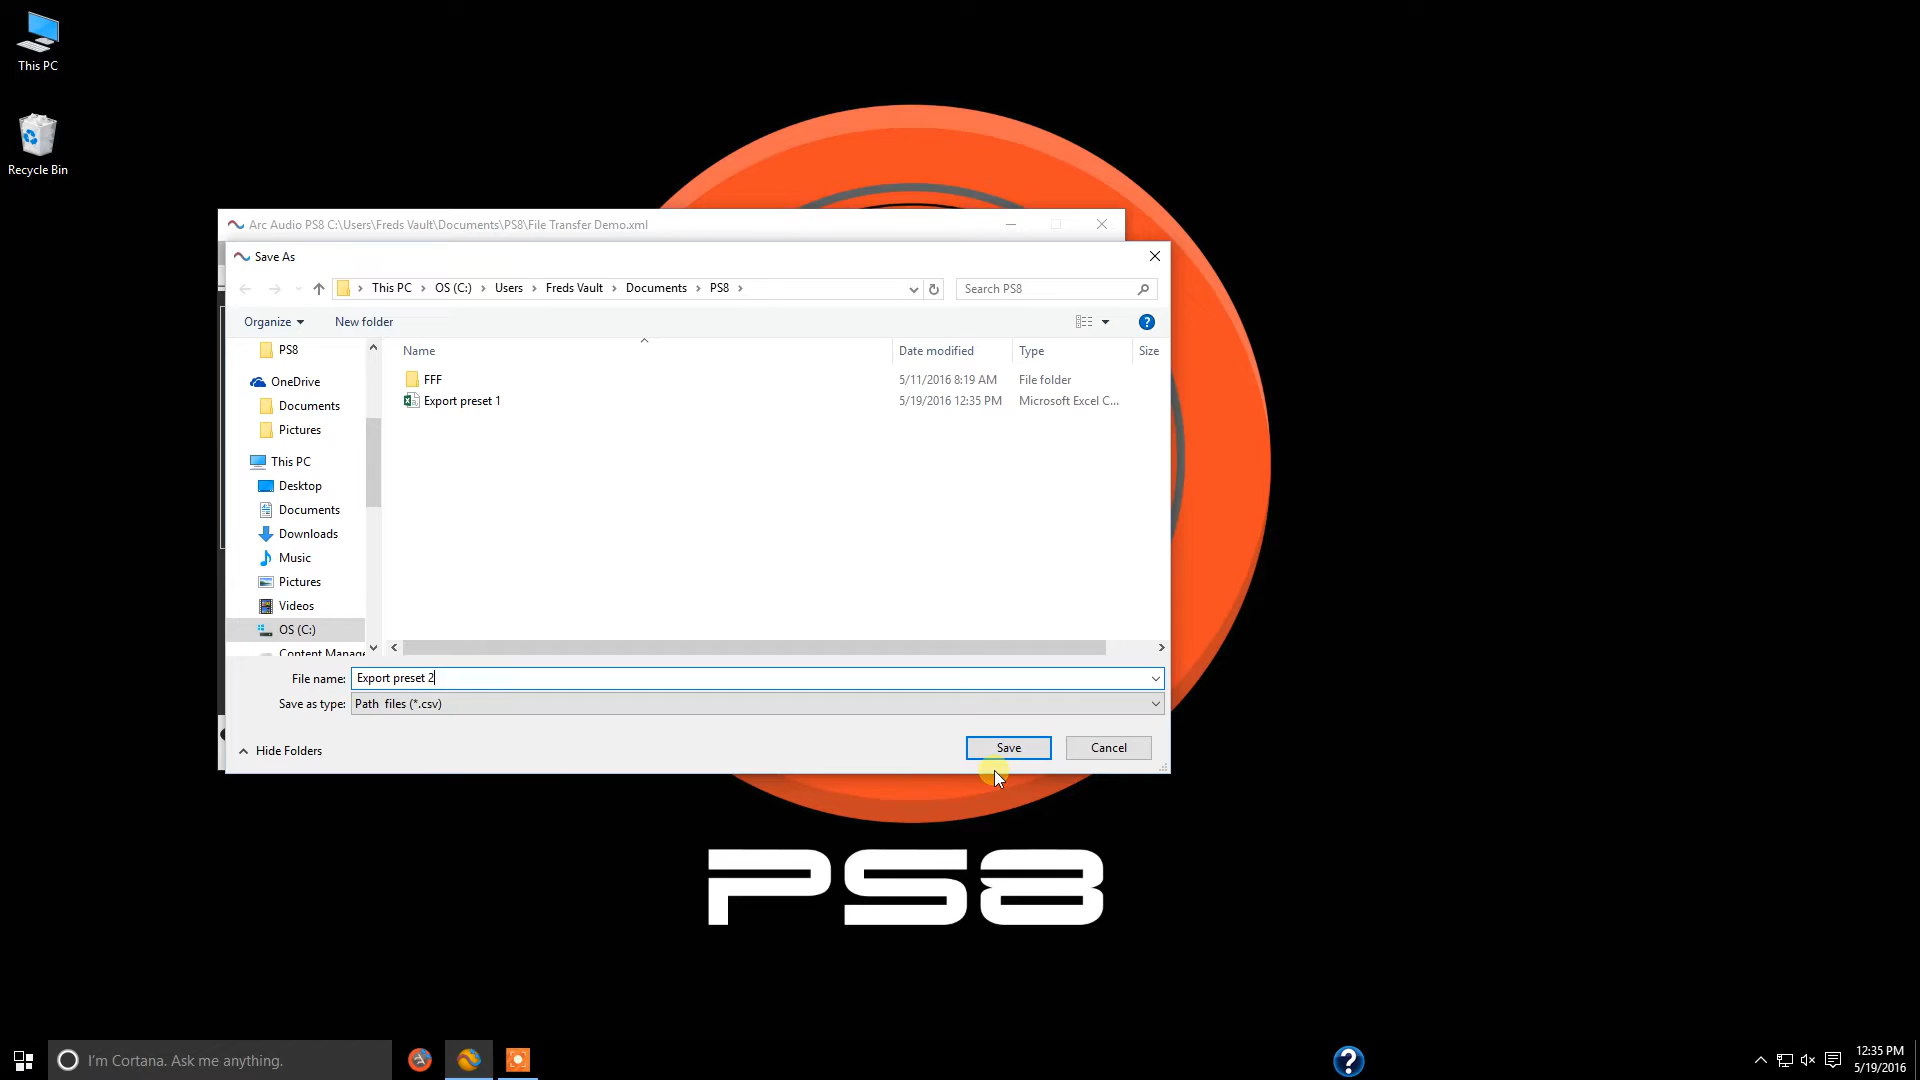 This PC
Recycle Bin
Arc Audio PS8 C:\Users\Freds Vault\Documents\PS8\File Transfer Demo.xml
Save As
This PC > OS (C:) > Users > Freds Vault > Documents > PS8 >
Search PS8
Organize
New folder
Name
Date modified
Type
Size
PS8
OneDrive
Documents
Pictures
This PC
Desktop
Documents
Downloads
Music
Pictures
Videos
OS (C:)
Content Manag
FFF
5/11/2016 8:19 AM
File folder
Export preset 1
5/19/2016 12:35 PM
Microsoft Excel C...
File name: Export preset 2
Save as type: Path files (*.csv)
Hide Folders
Save
Cancel
PS8
I'm Cortana. Ask me anything.
12:35 PM
5/19/2016